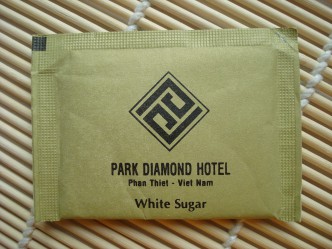 PARK DIAMOND HOTEL
Phan Thiet - Viet Nam
White Sugar